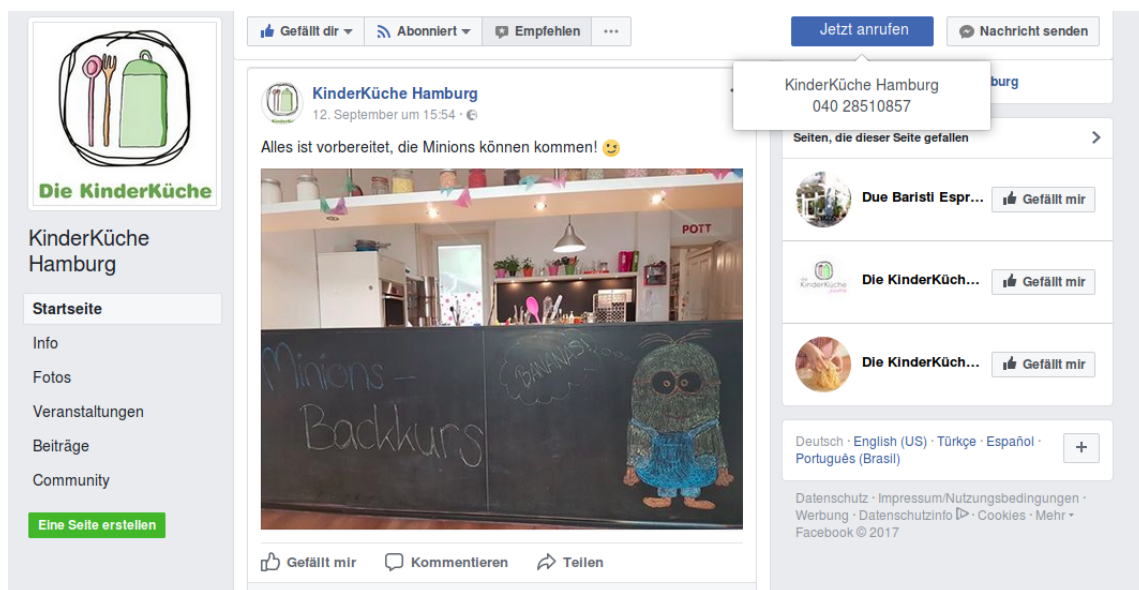 Die KinderKüche
KinderKüche
Hamburg
Startseite
Info
Fotos
Veranstaltungen
Beiträge
Community
Eine Seite erstellen
Gefällt dir
Abonniert
Empfehlen
KinderKüche Hamburg
12. September um 15:54 ·
Alles ist vorbereitet, die Minions können kommen!
POTT
Minions -
Backkurs
BANANAS!
Gefällt mir
Kommentieren
Teilen
Jetzt anrufen
Nachricht senden
KinderKüche Hamburg
040 28510857
burg
Seiten, die dieser Seite gefallen
Due Baristi Espr...
Gefällt mir
KinderKüche
Die KinderKüch...
Gefällt mir
Die KinderKüch...
Gefällt mir
Deutsch · English (US) · Türkçe · Español ·
Português (Brasil)
Datenschutz · Impressum/Nutzungsbedingungen ·
Werbung · Datenschutzinfo · Cookies · Mehr
Facebook © 2017